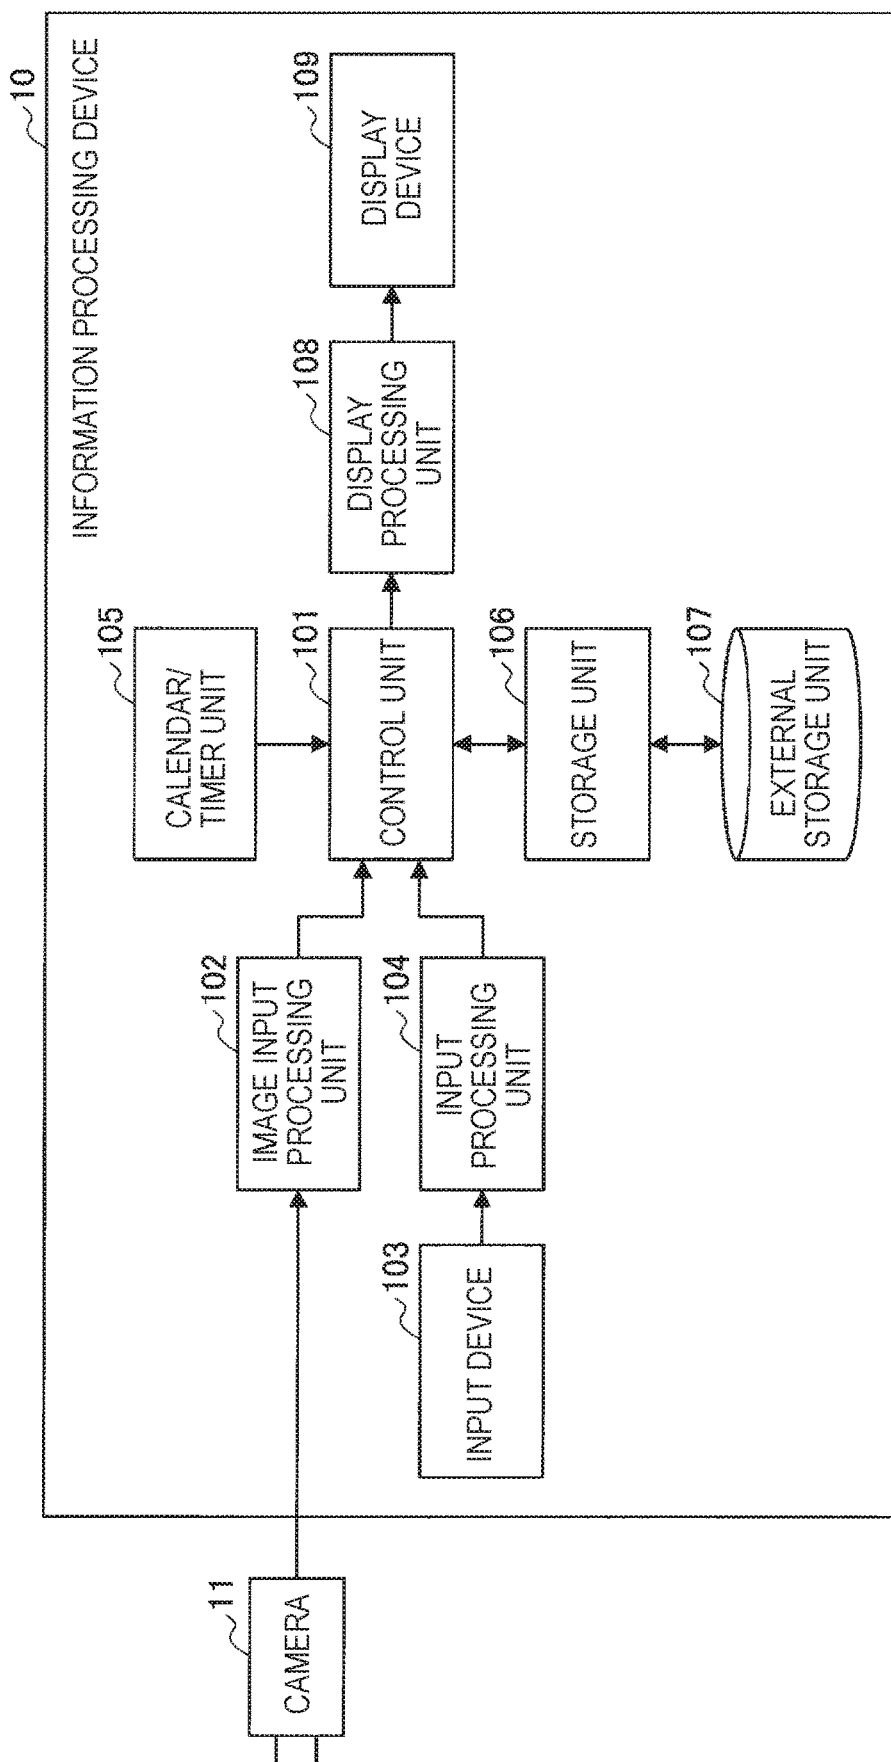 10
INFORMATION PROCESSING DEVICE
11
CAMERA
102
IMAGE INPUT
PROCESSING
UNIT
103
INPUT DEVICE
104
INPUT
PROCESSING
UNIT
105
CALENDAR/
TIMER UNIT
101
CONTROL UNIT
106
STORAGE UNIT
107
EXTERNAL
STORAGE UNIT
108
DISPLAY
PROCESSING
UNIT
109
DISPLAY
DEVICE